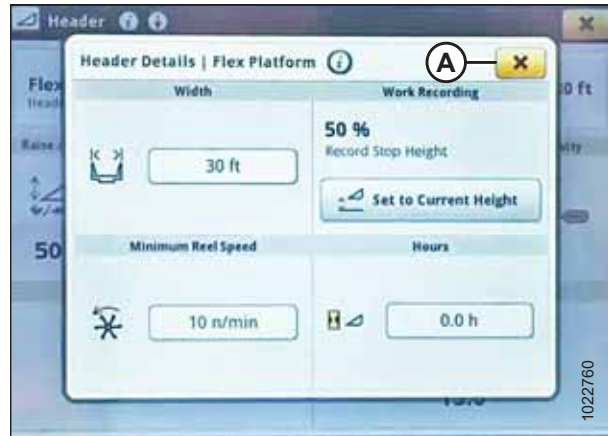 Header
Header Details | Flex Platform
A
Flex
0 ft
Width
Work Recording
50 %
Record Stop Height
30 ft
Set to Current Height
50
Minimum Reel Speed
Hours
10 n/min
0.0 h
1022760